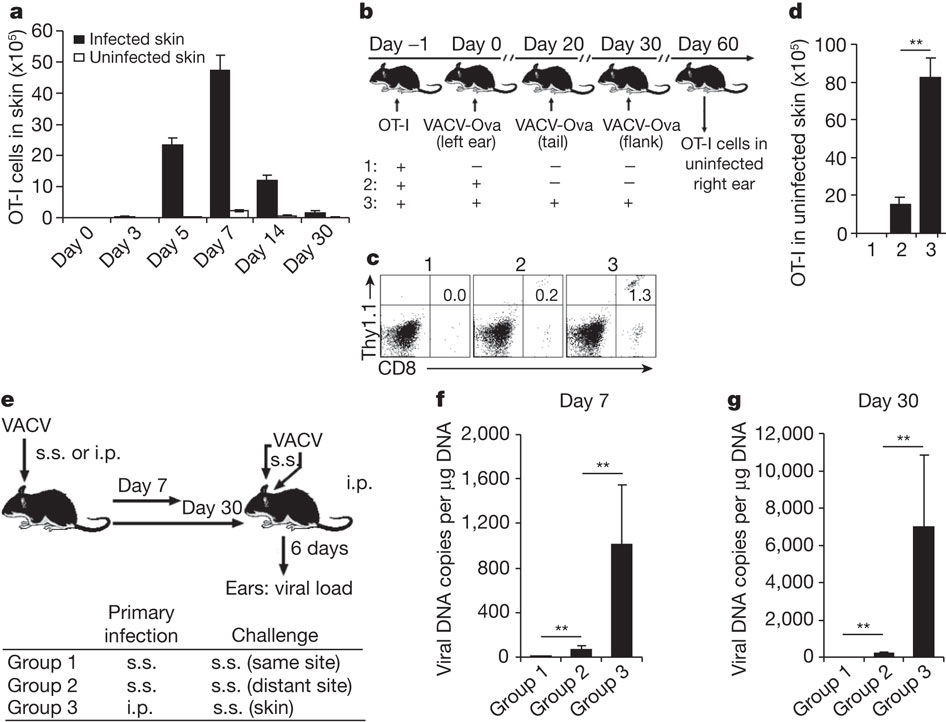 a
OT-I cells in skin (x10⁵)
60
50
40
30
20
10
0
Infected skin
Uninfected skin
Day 0
Day 3
Day 5
Day 7
Day 14
Day 30
b
Day –1
Day 0
Day 20
Day 30
Day 60
OT-I
VACV-Ova
(left ear)
VACV-Ova
(tail)
VACV-Ova
(flank)
OT-I cells in
uninfected
right ear
1: + – – –
2: + + – –
3: + + + +
c
1 2 3
0.0 0.2 1.3
Thy1.1
CD8
d
OT-I in uninfected skin (x10⁵)
100
80
60
40
20
0
**
1 2 3
e
VACV
s.s. or i.p.
Day 7
Day 30
VACV
s.s.
i.p.
6 days
Ears: viral load
Primary
infection Challenge
Group 1 s.s. s.s. (same site)
Group 2 s.s. s.s. (distant site)
Group 3 i.p. s.s. (skin)
f
Day 7
Viral DNA copies per μg DNA
2,000
1,600
1,200
800
400
0
**
**
Group 1
Group 2
Group 3
g
Day 30
Viral DNA copies per μg DNA
12,000
10,000
8,000
6,000
4,000
2,000
0
**
**
Group 1
Group 2
Group 3